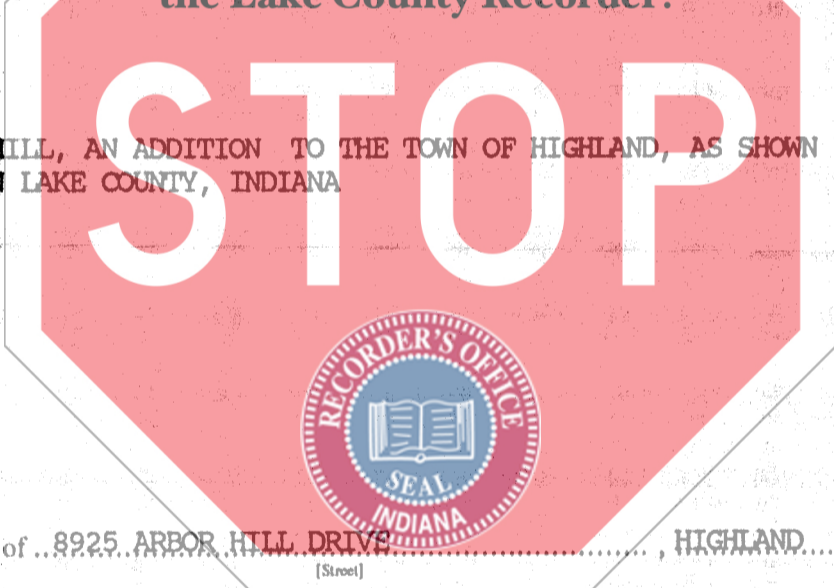 the Lake County Recorder!
STOP
HILL, AN ADDITION TO THE TOWN OF HIGHLAND, AS SHOWN
LAKE COUNTY, INDIANA
RECORDER'S OFFICE
SEAL
INDIANA
of 8925 ARBOR HILL DRIVE , HIGHLAND
[Street]